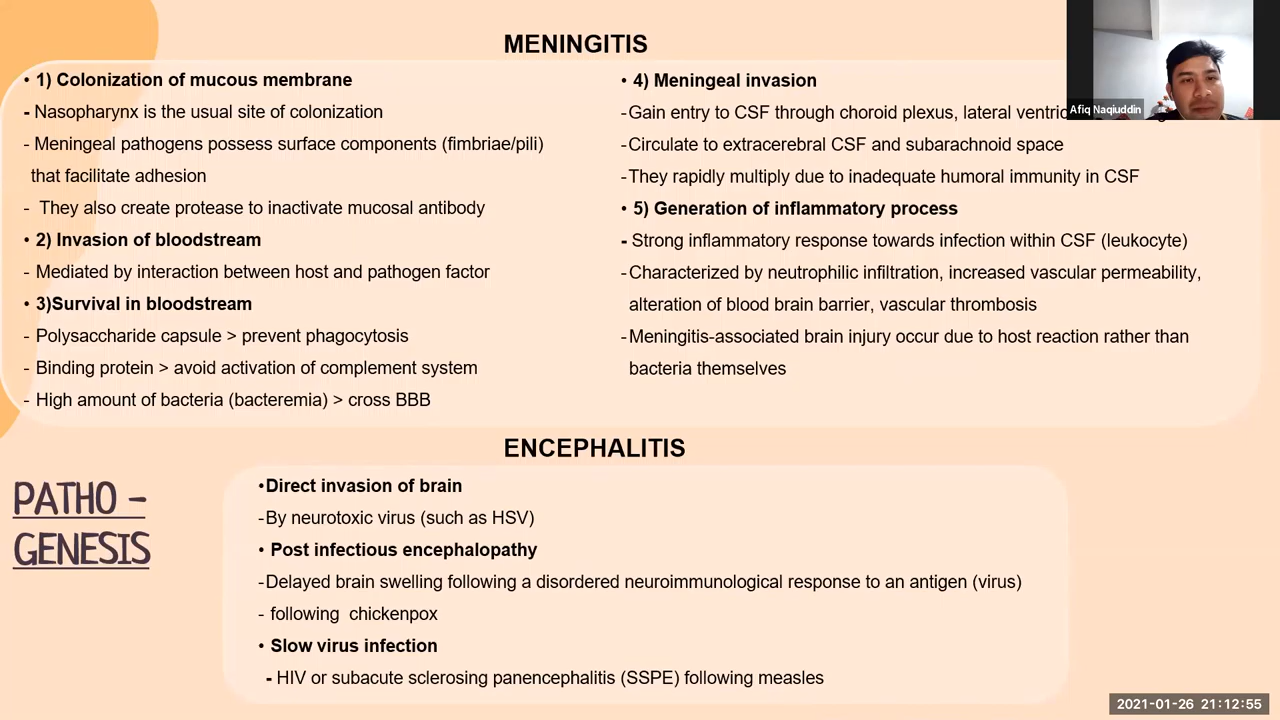 MENINGITIS
• 1) Colonization of mucous membrane
- Nasopharynx is the usual site of colonization
- Meningeal pathogens possess surface components (fimbriae/pili)
that facilitate adhesion
- They also create protease to inactivate mucosal antibody
• 2) Invasion of bloodstream
- Mediated by interaction between host and pathogen factor
• 3)Survival in bloodstream
- Polysaccharide capsule > prevent phagocytosis
- Binding protein > avoid activation of complement system
- High amount of bacteria (bacteremia) > cross BBB
• 4) Meningeal invasion
-Gain entry to CSF through choroid plexus, lateral
-Circulate to extracerebral CSF and subarachnoid space
-They rapidly multiply due to inadequate humoral immunity in CSF
• 5) Generation of inflammatory process
- Strong inflammatory response towards infection within CSF (leukocyte)
-Characterized by neutrophilic infiltration, increased vascular permeability,
alteration of blood brain barrier, vascular thrombosis
-Meningitis-associated brain injury occur due to host reaction rather than
bacteria themselves
Afiq Naqiuddin
ENCEPHALITIS
PATHO -
GENESIS
•Direct invasion of brain
-By neurotoxic virus (such as HSV)
• Post infectious encephalopathy
-Delayed brain swelling following a disordered neuroimmunological response to an antigen (virus)
- following chickenpox
• Slow virus infection
- HIV or subacute sclerosing panencephalitis (SSPE) following measles
2021-01-26 21:12:55